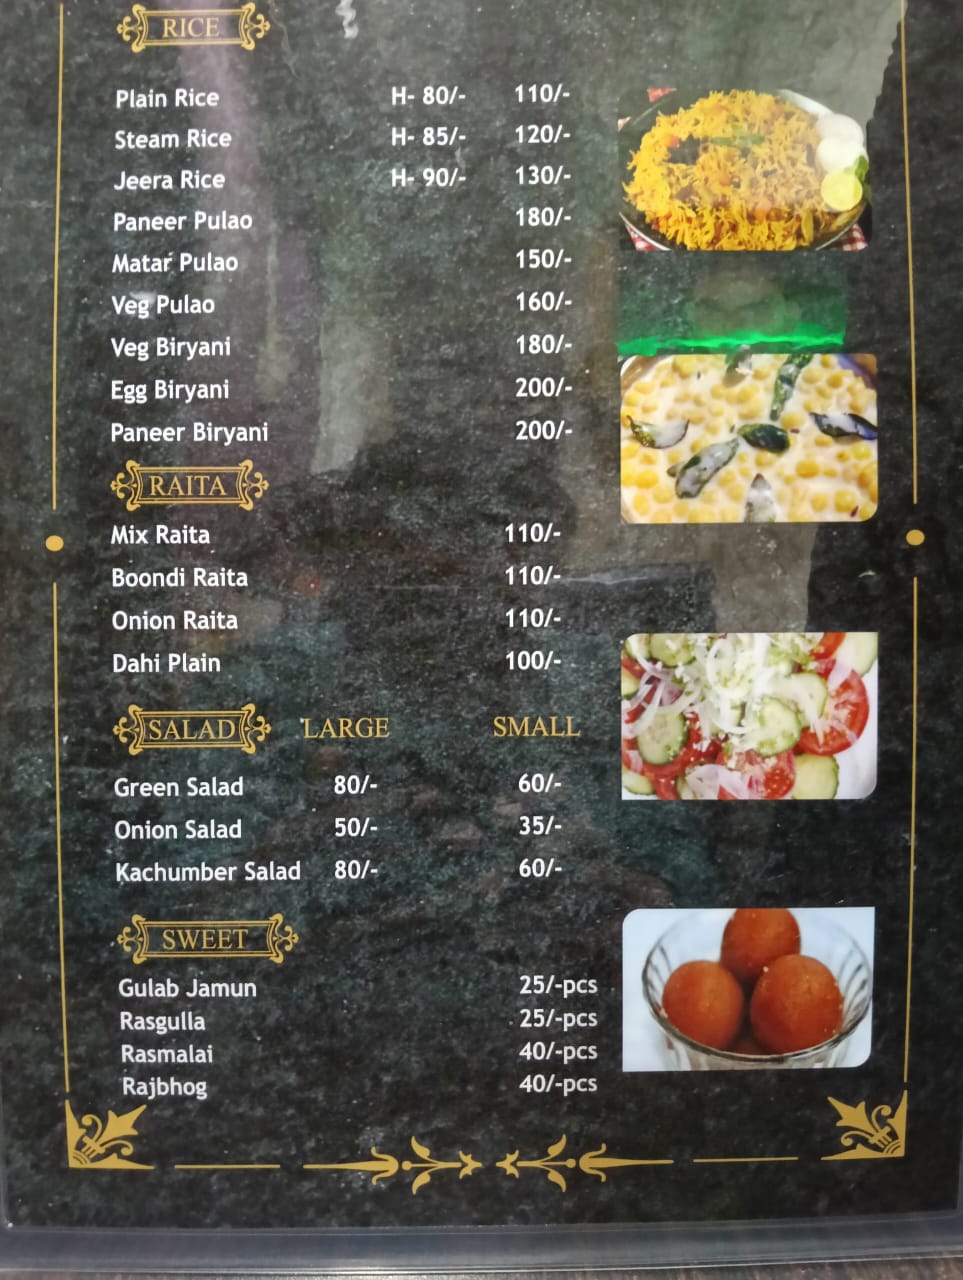 RICE
Plain Rice H- 80/- 110/-
Steam Rice H- 85/- 120/-
Jeera Rice H- 90/- 130/-
Paneer Pulao 180/-
Matar Pulao 150/-
Veg Pulao 160/-
Veg Biryani 180/-
Egg Biryani 200/-
Paneer Biryani 200/-
RAITA
Mix Raita 110/-
Boondi Raita 110/-
Onion Raita 110/-
Dahi Plain 100/-
SALAD LARGE SMALL
Green Salad 80/- 60/-
Onion Salad 50/- 35/-
Kachumber Salad 80/- 60/-
SWEET
Gulab Jamun 25/-pcs
Rasgulla 25/-pcs
Rasmalai 40/-pcs
Rajbhog 40/-pcs